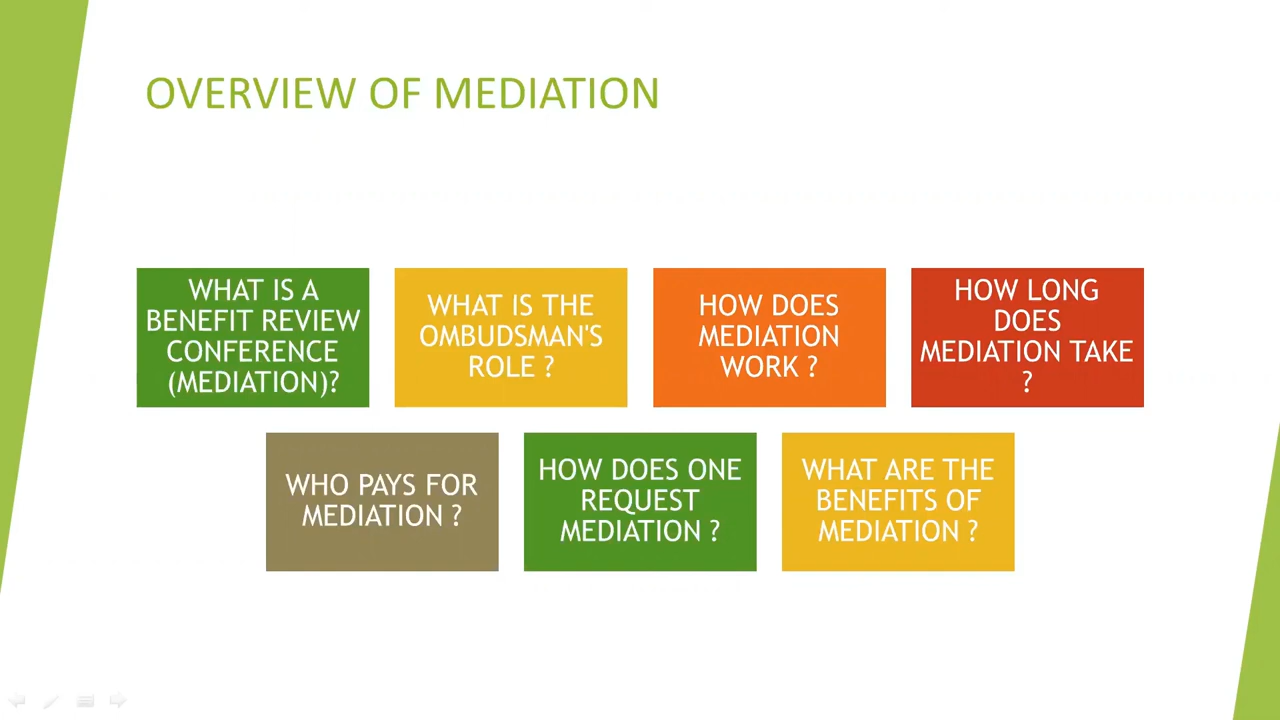 OVERVIEW OF MEDIATION
WHAT IS A
BENEFIT REVIEW
CONFERENCE
(MEDIATION)?
WHAT IS THE
OMBUDSMAN'S
ROLE ?
HOW DOES
MEDIATION
WORK ?
HOW LONG
DOES
MEDIATION TAKE
?
WHO PAYS FOR
MEDIATION ?
HOW DOES ONE
REQUEST
MEDIATION ?
WHAT ARE THE
BENEFITS OF
MEDIATION ?